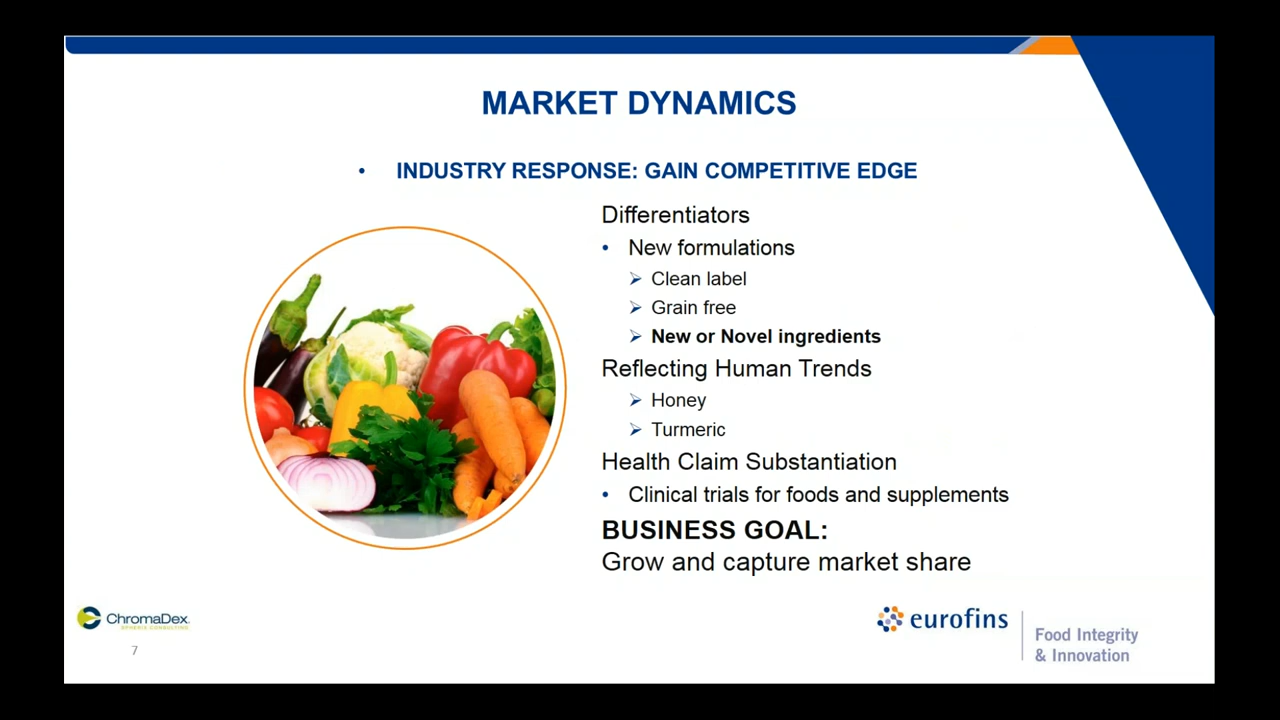 MARKET DYNAMICS
• INDUSTRY RESPONSE: GAIN COMPETITIVE EDGE
Differentiators
• New formulations
➢ Clean label
➢ Grain free
➢ New or Novel ingredients
Reflecting Human Trends
➢ Honey
➢ Turmeric
Health Claim Substantiation
• Clinical trials for foods and supplements
BUSINESS GOAL:
Grow and capture market share
ChromaDex
SPHERIX CONSULTING
7
eurofins
Food Integrity
& Innovation